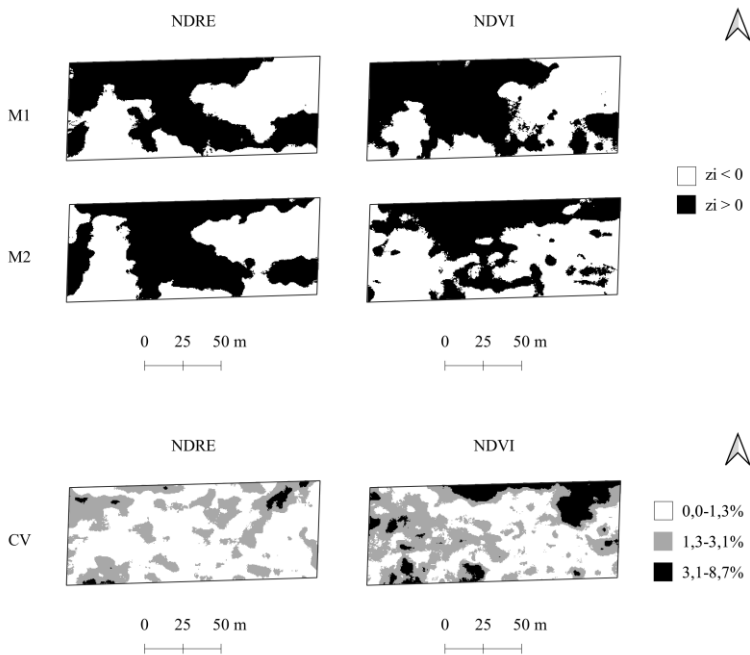 NDRE NDVI
M1
zi < 0
zi > 0
M2
0 25 50 m 0 25 50 m
NDRE NDVI
0,0-1,3%
CV 1,3-3,1%
3,1-8,7%
0 25 50 m 0 25 50 m